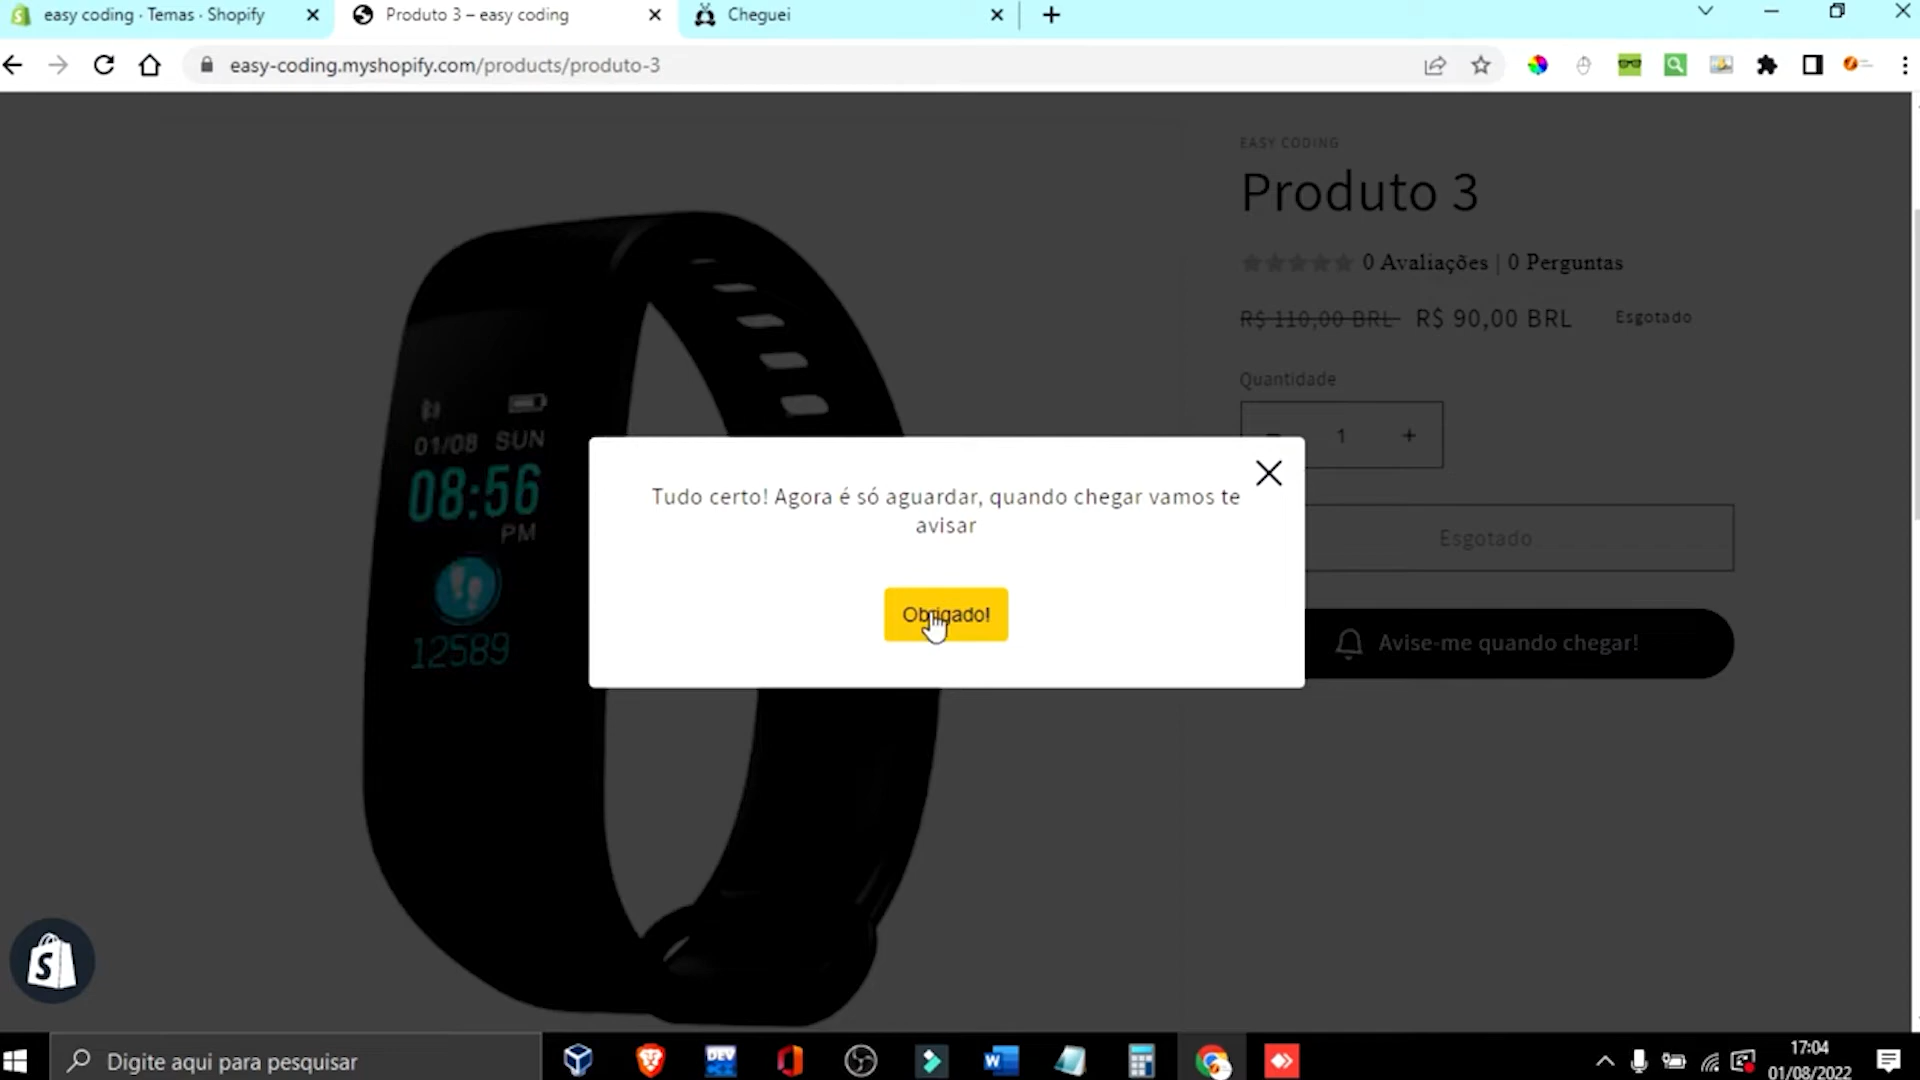 easy coding · Temas · Shopify
Produto 3 – easy coding
Cheguei
easy-coding.myshopify.com/products/produto-3
EASY CODING
Produto 3
0 Avaliações | 0 Perguntas
R$ 110,00 BRL R$ 90,00 BRL Esgotado
Quantidade
1 +
01/08 SUN
08:56
PM
12589
Tudo certo! Agora é só aguardar, quando chegar vamos te
avisar
Obrigado!
Esgotado
Avise-me quando chegar!
S
Digite aqui para pesquisar
DEV
W
17:04
01/08/2022